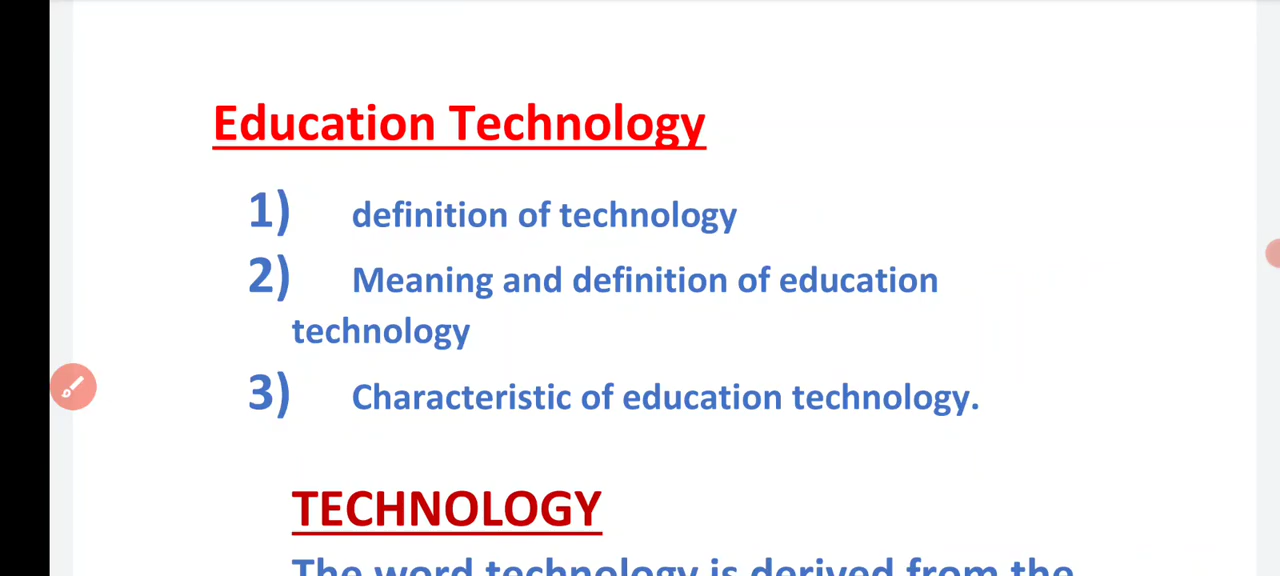 Education Technology
1) definition of technology
2) Meaning and definition of education
technology
3) Characteristic of education technology.
TECHNOLOGY
The word technology is derived from the